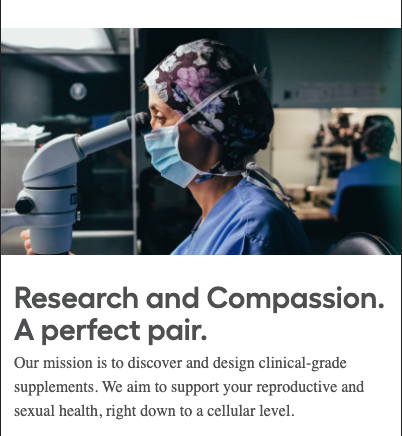 Research and Compassion.
A perfect pair.
Our mission is to discover and design clinical-grade
supplements. We aim to support your reproductive and
sexual health, right down to a cellular level.